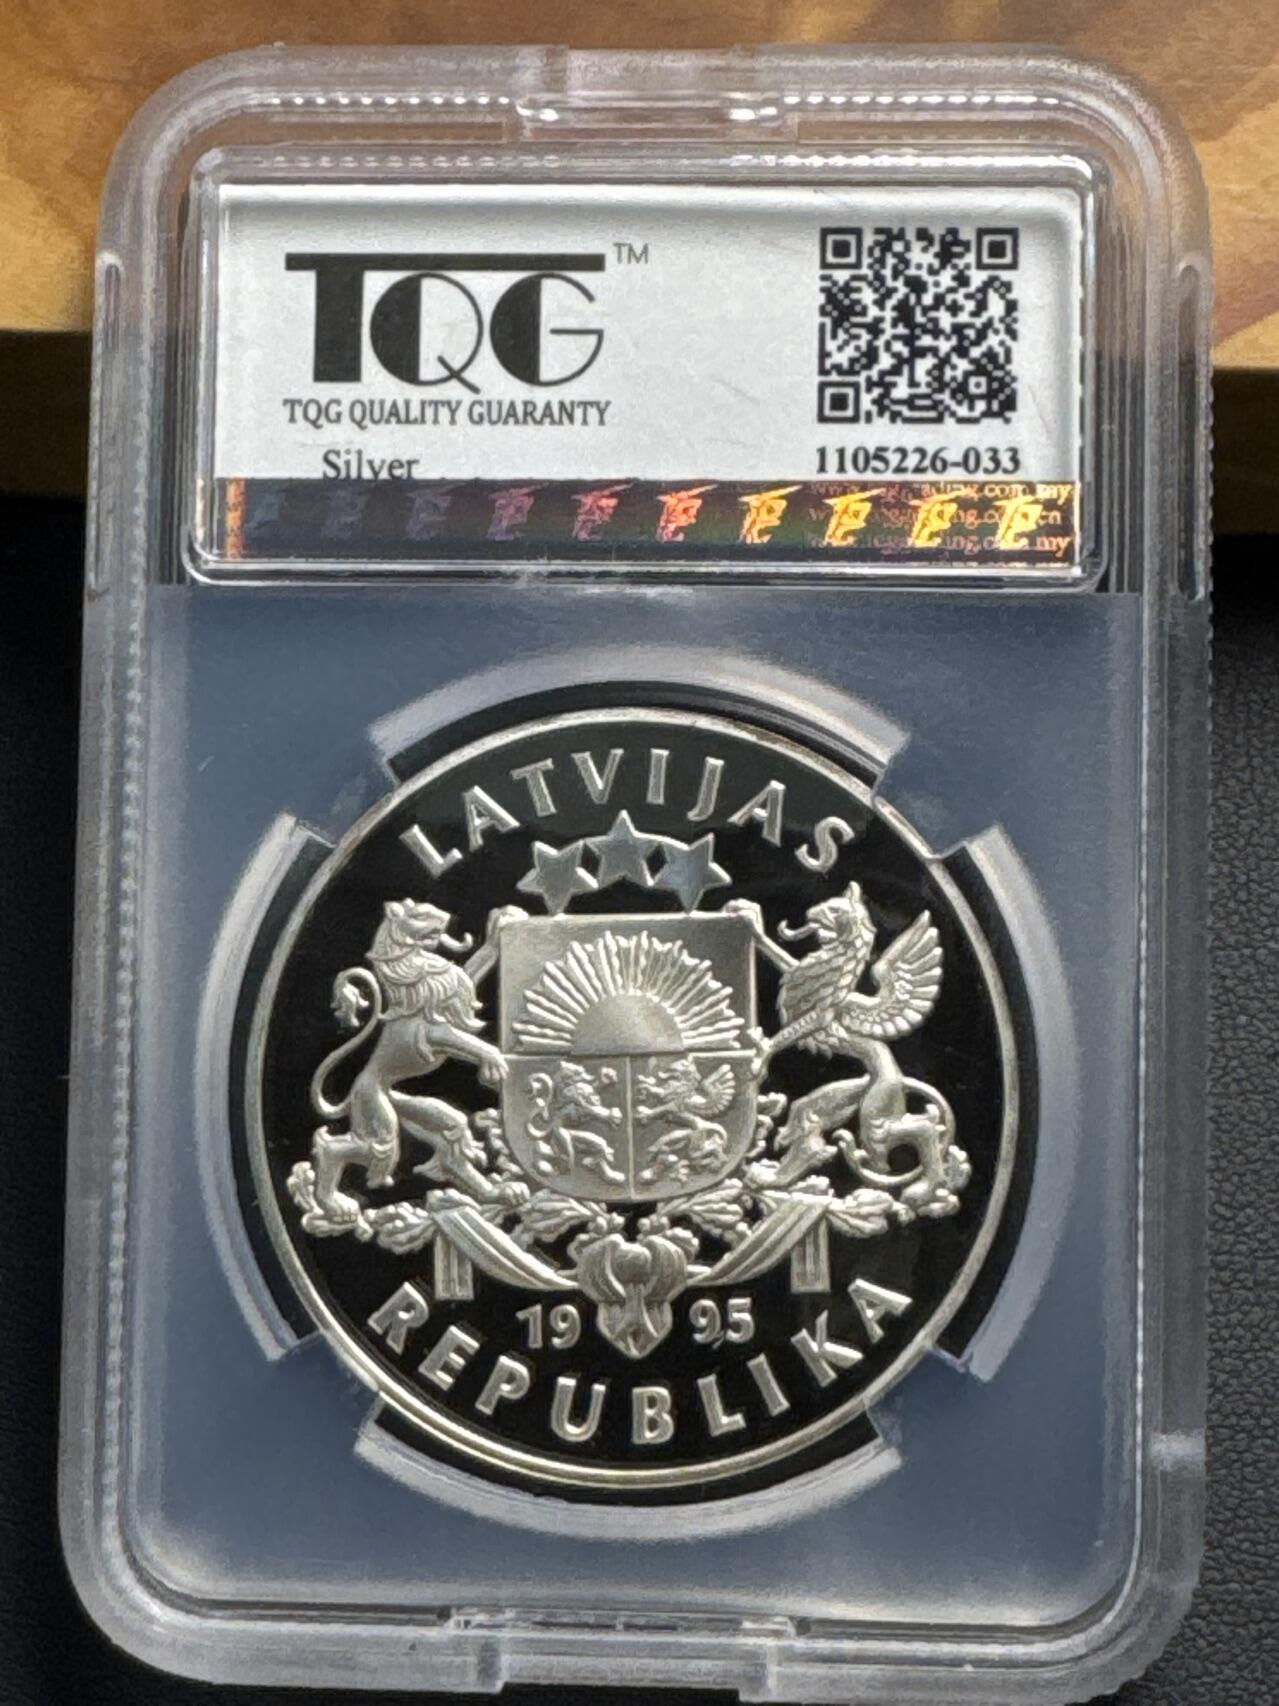 TQG™
TQG QUALITY GUARANTY
Silver
1105226-033
LATVIJAS
19 95
REPUBLIKA